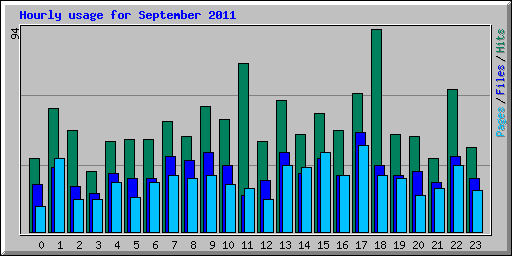 Hourly usage for September 2011
94
Pages / Files / Hits
0 1 2 3 4 5 6 7 8 9 10 11 12 13 14 15 16 17 18 19 20 21 22 23